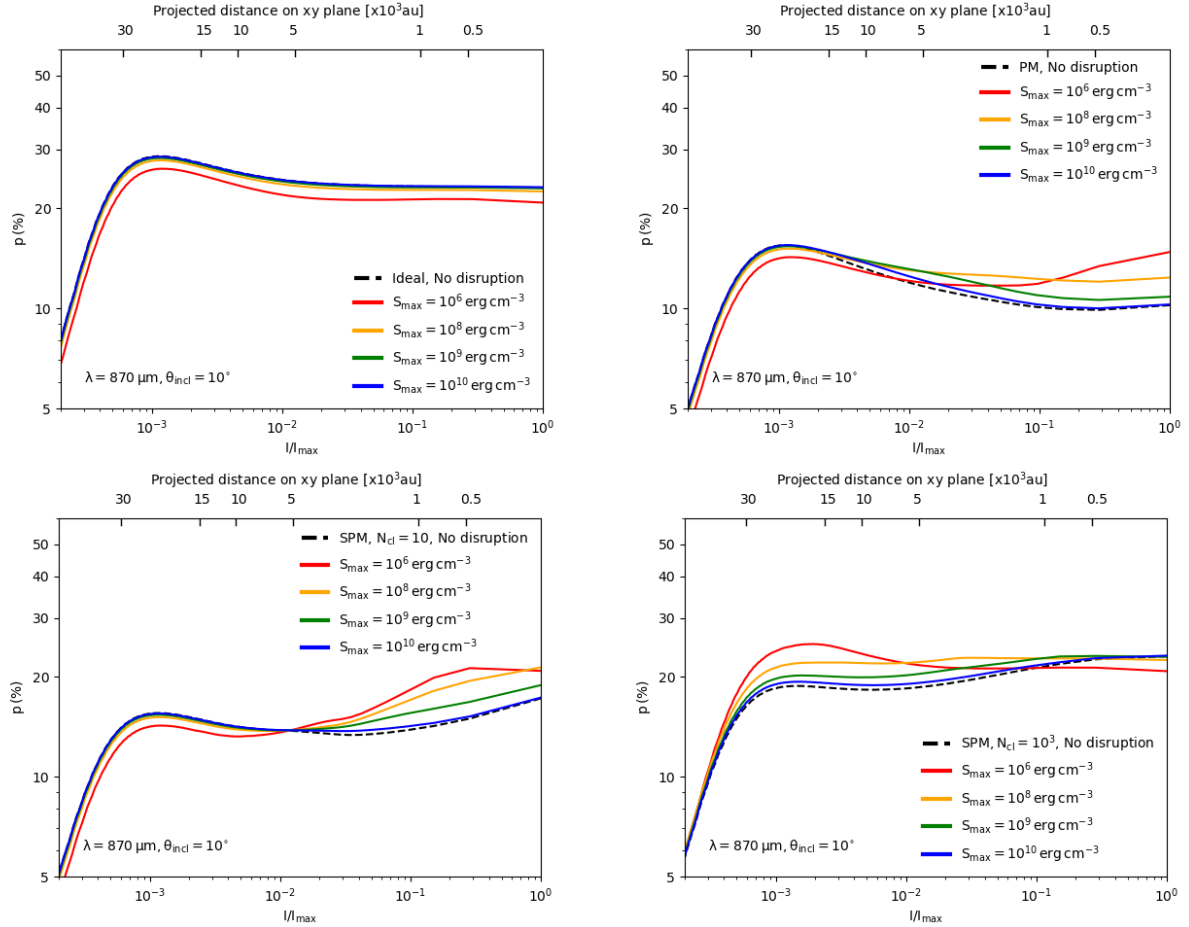 Projected distance on xy plane [x10³au]
30 15 10 5 1 0.5
p (%)
50
40
30
20
10
5
Ideal, No disruption
S_max = 10⁶ erg cm⁻³
S_max = 10⁸ erg cm⁻³
S_max = 10⁹ erg cm⁻³
S_max = 10¹⁰ erg cm⁻³
λ = 870 μm, θ_incl = 10°
10⁻³ 10⁻² 10⁻¹ 10⁰
I/I_max
Projected distance on xy plane [x10³au]
30 15 10 5 1 0.5
p (%)
50
40
30
20
10
5
PM, No disruption
S_max = 10⁶ erg cm⁻³
S_max = 10⁸ erg cm⁻³
S_max = 10⁹ erg cm⁻³
S_max = 10¹⁰ erg cm⁻³
λ = 870 μm, θ_incl = 10°
10⁻³ 10⁻² 10⁻¹ 10⁰
I/I_max
Projected distance on xy plane [x10³au]
30 15 10 5 1 0.5
p (%)
50
40
30
20
10
5
SPM, N_cl = 10, No disruption
S_max = 10⁶ erg cm⁻³
S_max = 10⁸ erg cm⁻³
S_max = 10⁹ erg cm⁻³
S_max = 10¹⁰ erg cm⁻³
λ = 870 μm, θ_incl = 10°
10⁻³ 10⁻² 10⁻¹ 10⁰
I/I_max
Projected distance on xy plane [x10³au]
30 15 10 5 1 0.5
p (%)
50
40
30
20
10
5
SPM, N_cl = 10³, No disruption
S_max = 10⁶ erg cm⁻³
S_max = 10⁸ erg cm⁻³
S_max = 10⁹ erg cm⁻³
S_max = 10¹⁰ erg cm⁻³
λ = 870 μm, θ_incl = 10°
10⁻³ 10⁻² 10⁻¹ 10⁰
I/I_max